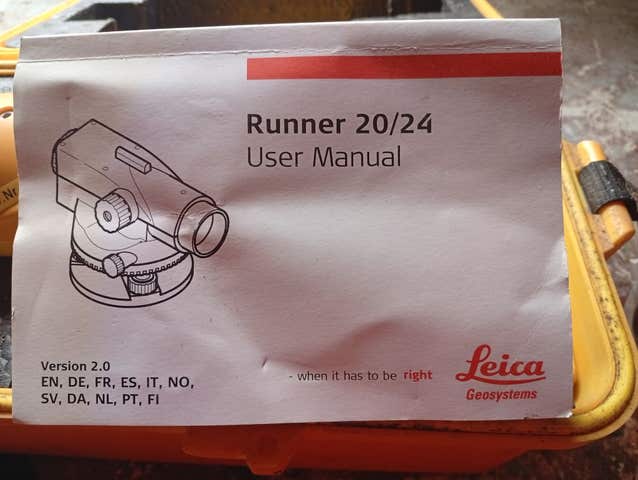 Runner 20/24
User Manual
.Nr
Version 2.0
EN, DE, FR, ES, IT, NO,
SV, DA, NL, PT, FI
- when it has to be right
Leica
Geosystems